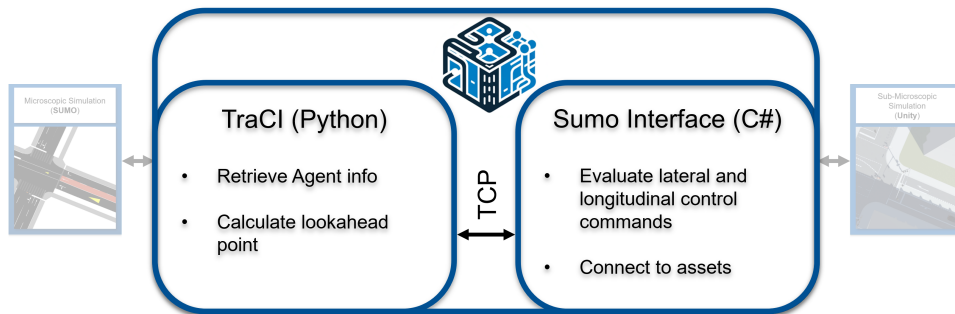 Microscopic Simulation
(SUMO)
TraCI (Python)
• Retrieve Agent info
• Calculate lookahead
point
TCP
Sumo Interface (C#)
• Evaluate lateral and
longitudinal control
commands
• Connect to assets
Sub-Microscopic
Simulation
(Unity)